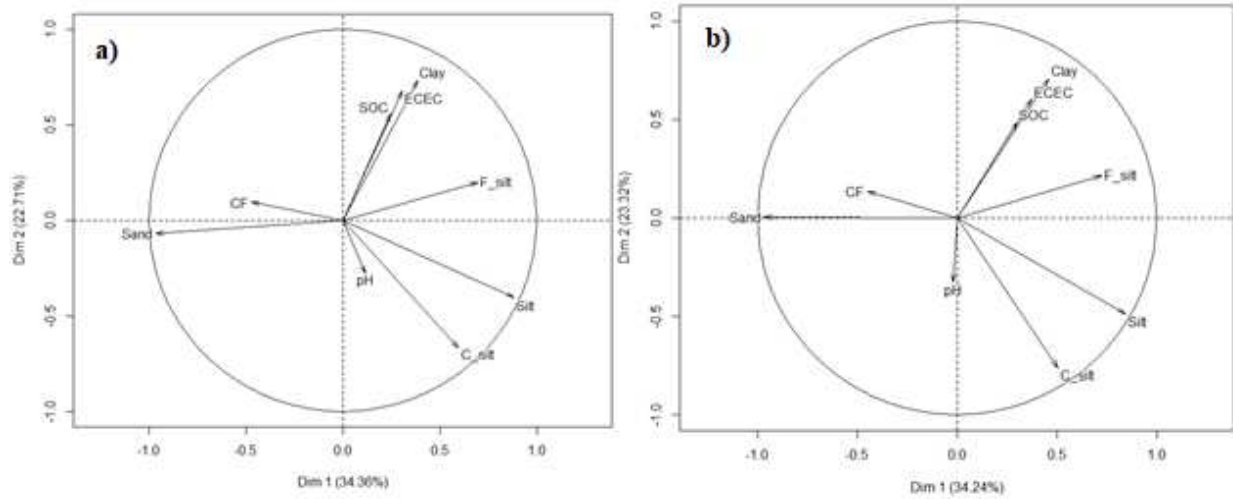 a)
Dim 2 (22.71%)
1.0
0.5
0.0
-0.5
-1.0
Clay
ECEC
SOC
F_silt
CF
Sand
pH
Silt
C_silt
-1.0
-0.5
0.0
0.5
1.0
Dim 1 (34.36%)
b)
Dim 2 (23.32%)
1.0
0.5
0.0
-0.5
-1.0
Clay
ECEC
SOC
F_silt
CF
Sand
pH
Silt
C_silt
-1.0
-0.5
0.0
0.5
1.0
Dim 1 (34.24%)